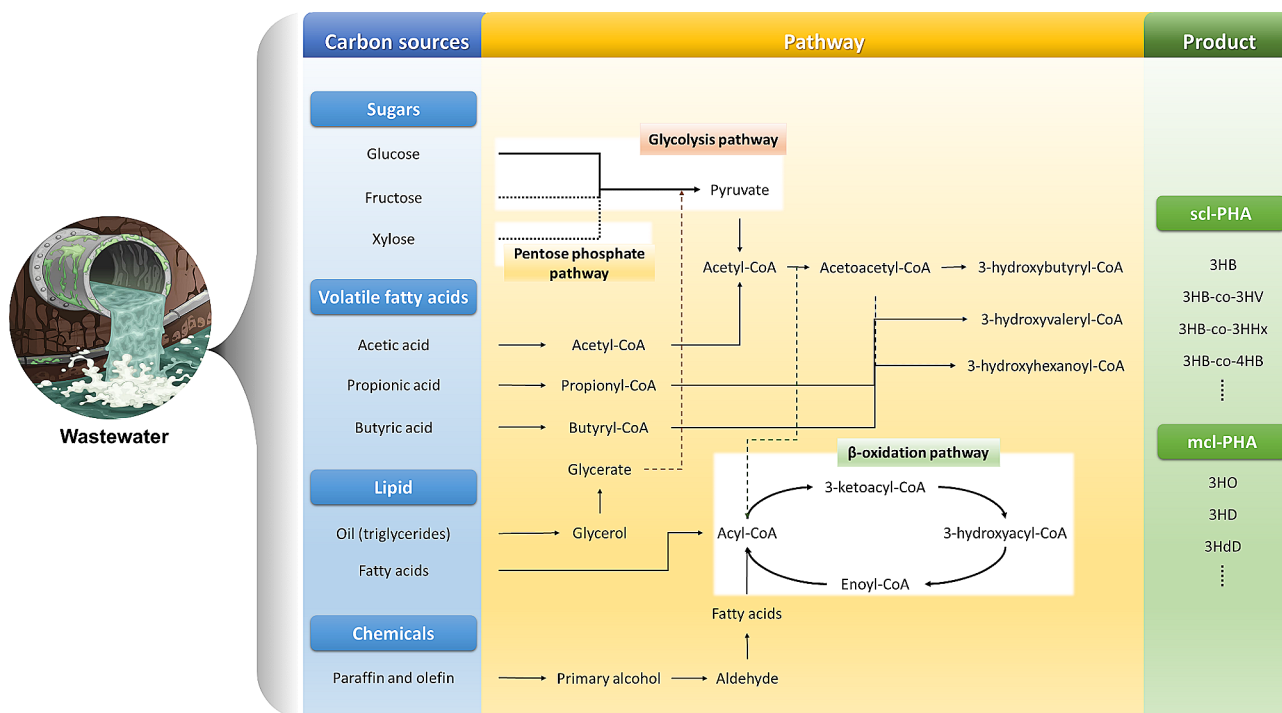 Carbon sources
Pathway
Product
Sugars
Glucose
Fructose
Xylose
Glycolysis pathway
Pyruvate
Pentose phosphate
pathway
Acetyl-CoA
Acetoacetyl-CoA
3-hydroxybutyryl-CoA
3-hydroxyvaleryl-CoA
3-hydroxyhexanoyl-CoA
Volatile fatty acids
Acetic acid
Acetyl-CoA
Propionic acid
Propionyl-CoA
Butyric acid
Butyryl-CoA
Wastewater
Glycerate
Lipid
Oil (triglycerides)
Glycerol
Fatty acids
β-oxidation pathway
3-ketoacyl-CoA
Acyl-CoA
3-hydroxyacyl-CoA
Enoyl-CoA
Fatty acids
Chemicals
Paraffin and olefin
Primary alcohol
Aldehyde
scl-PHA
3HB
3HB-co-3HV
3HB-co-3HHx
3HB-co-4HB
mcl-PHA
3HO
3HD
3HdD